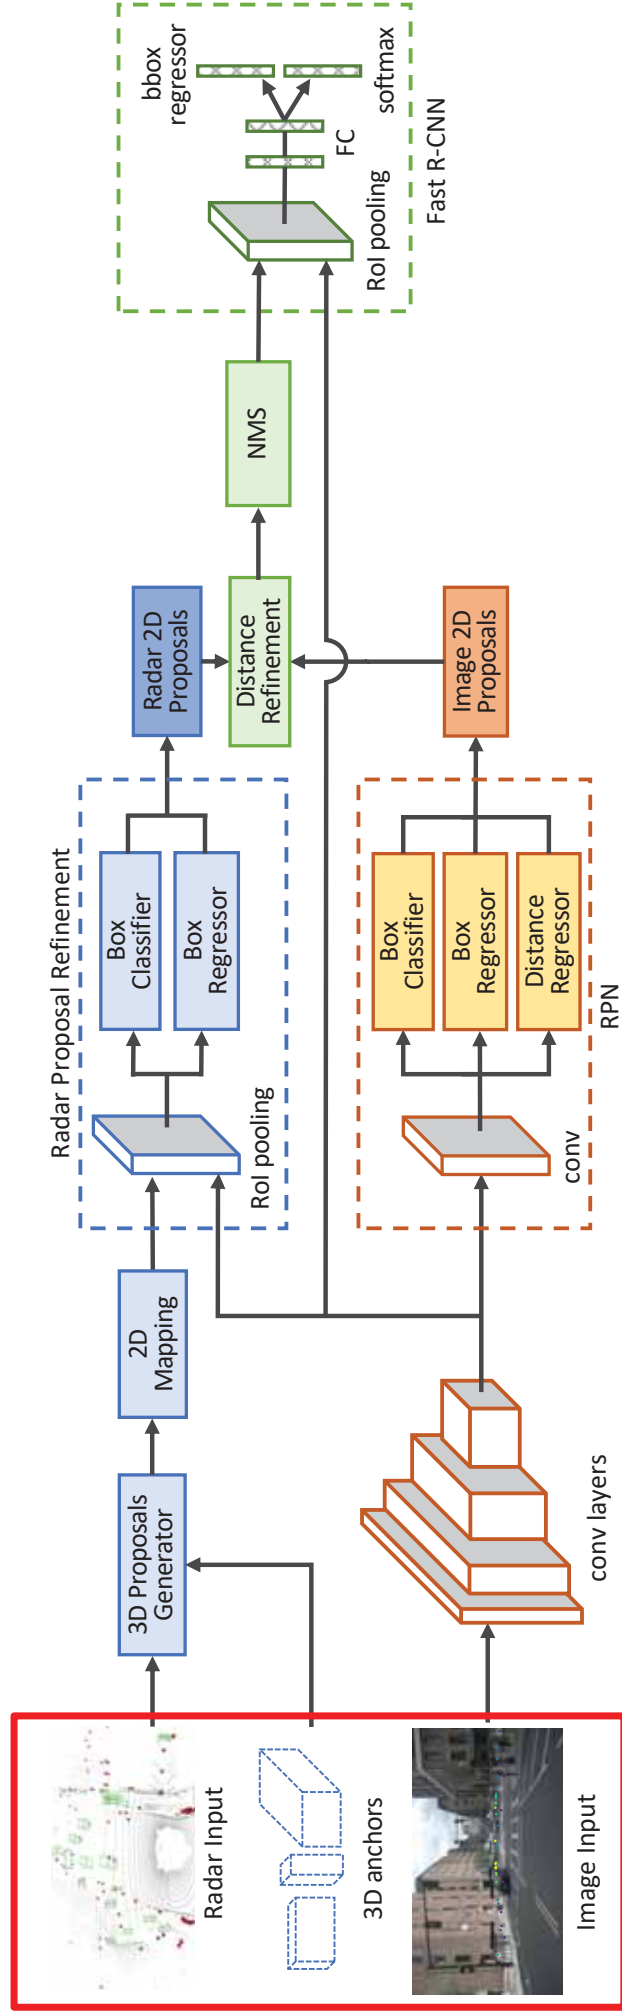 Radar Input
3D anchors
Image Input
3D Proposals
Generator
2D
Mapping
conv layers
Radar Proposal Refinement
RoI pooling
Box
Classifier
Box
Regressor
conv
Box
Classifier
Box
Regressor
Distance
Regressor
RPN
Radar 2D
Proposals
Distance
Refinement
Image 2D
Proposals
NMS
RoI pooling
FC
bbox
regressor
softmax
Fast R-CNN